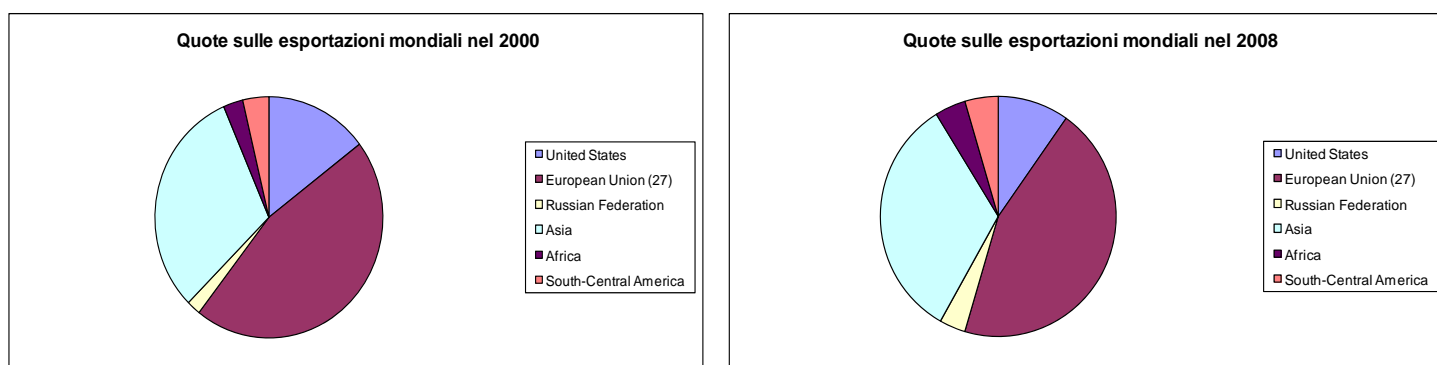 Quote sulle esportazioni mondiali nel 2000
United States
European Union (27)
Russian Federation
Asia
Africa
South-Central America
Quote sulle esportazioni mondiali nel 2008
United States
European Union (27)
Russian Federation
Asia
Africa
South-Central America